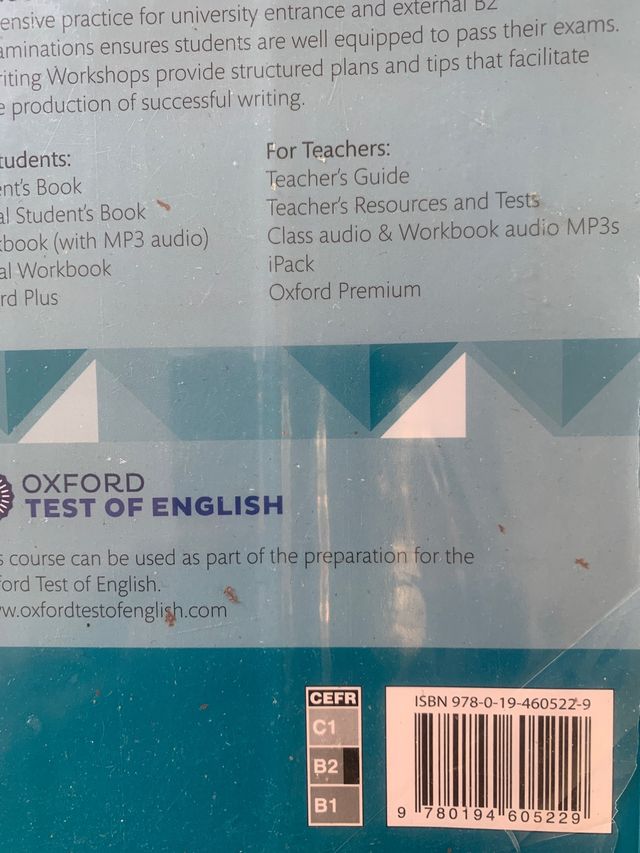 ensive practice for university entrance and external B2
aminations ensures students are well equipped to pass their exams.
riting Workshops provide structured plans and tips that facilitate
e production of successful writing.
tudents:
ent's Book
al Student's Book
kbook (with MP3 audio)
al Workbook
rd Plus
For Teachers:
Teacher's Guide
Teacher's Resources and Tests
Class audio & Workbook audio MP3s
iPack
Oxford Premium
OXFORD
TEST OF ENGLISH
s course can be used as part of the preparation for the
ford Test of English.
w.oxfordtestofenglish.com
CEFR
C1
B2
B1
ISBN 978-0-19-460522-9
9 780194 605229